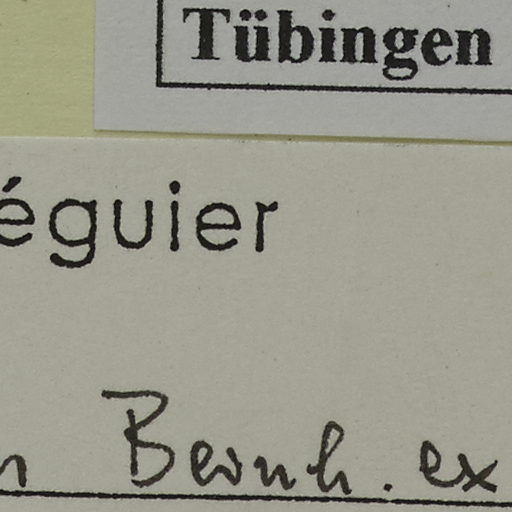 Tübingen
éguier
n Bernh. ex